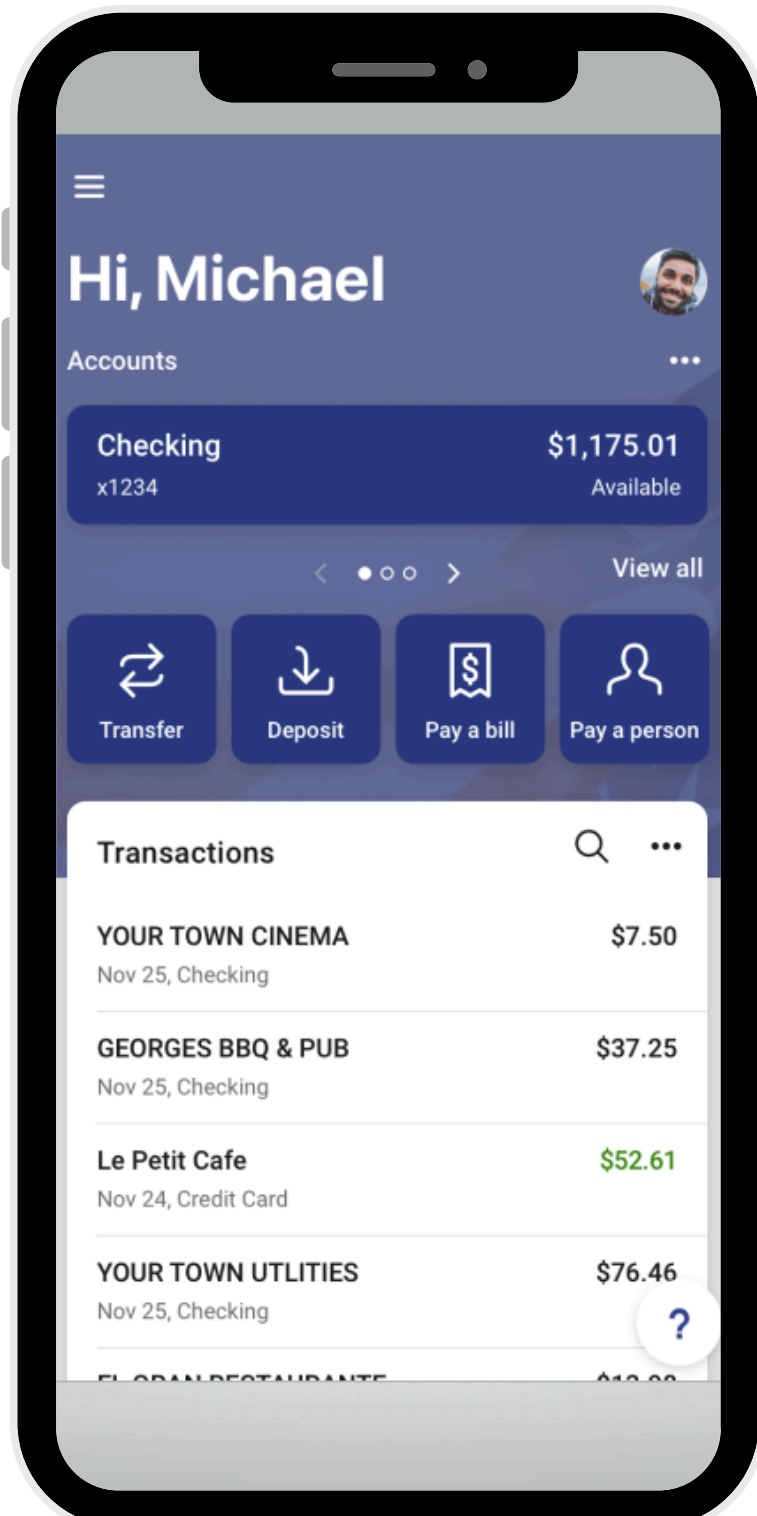 Hi, Michael
Accounts
Checking $1,175.01
x1234 Available
View all
Transfer Deposit Pay a bill Pay a person
Transactions
YOUR TOWN CINEMA $7.50
Nov 25, Checking
GEORGES BBQ & PUB $37.25
Nov 25, Checking
Le Petit Cafe $52.61
Nov 24, Credit Card
YOUR TOWN UTLITIES $76.46
Nov 25, Checking
?